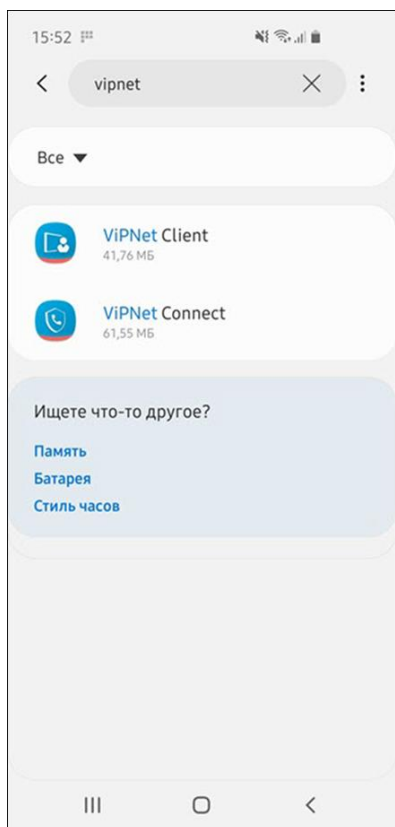 15:52
vipnet
Все
ViPNet Client
41,76 МБ
ViPNet Connect
61,55 МБ
Ищете что-то другое?
Память
Батарея
Стиль часов